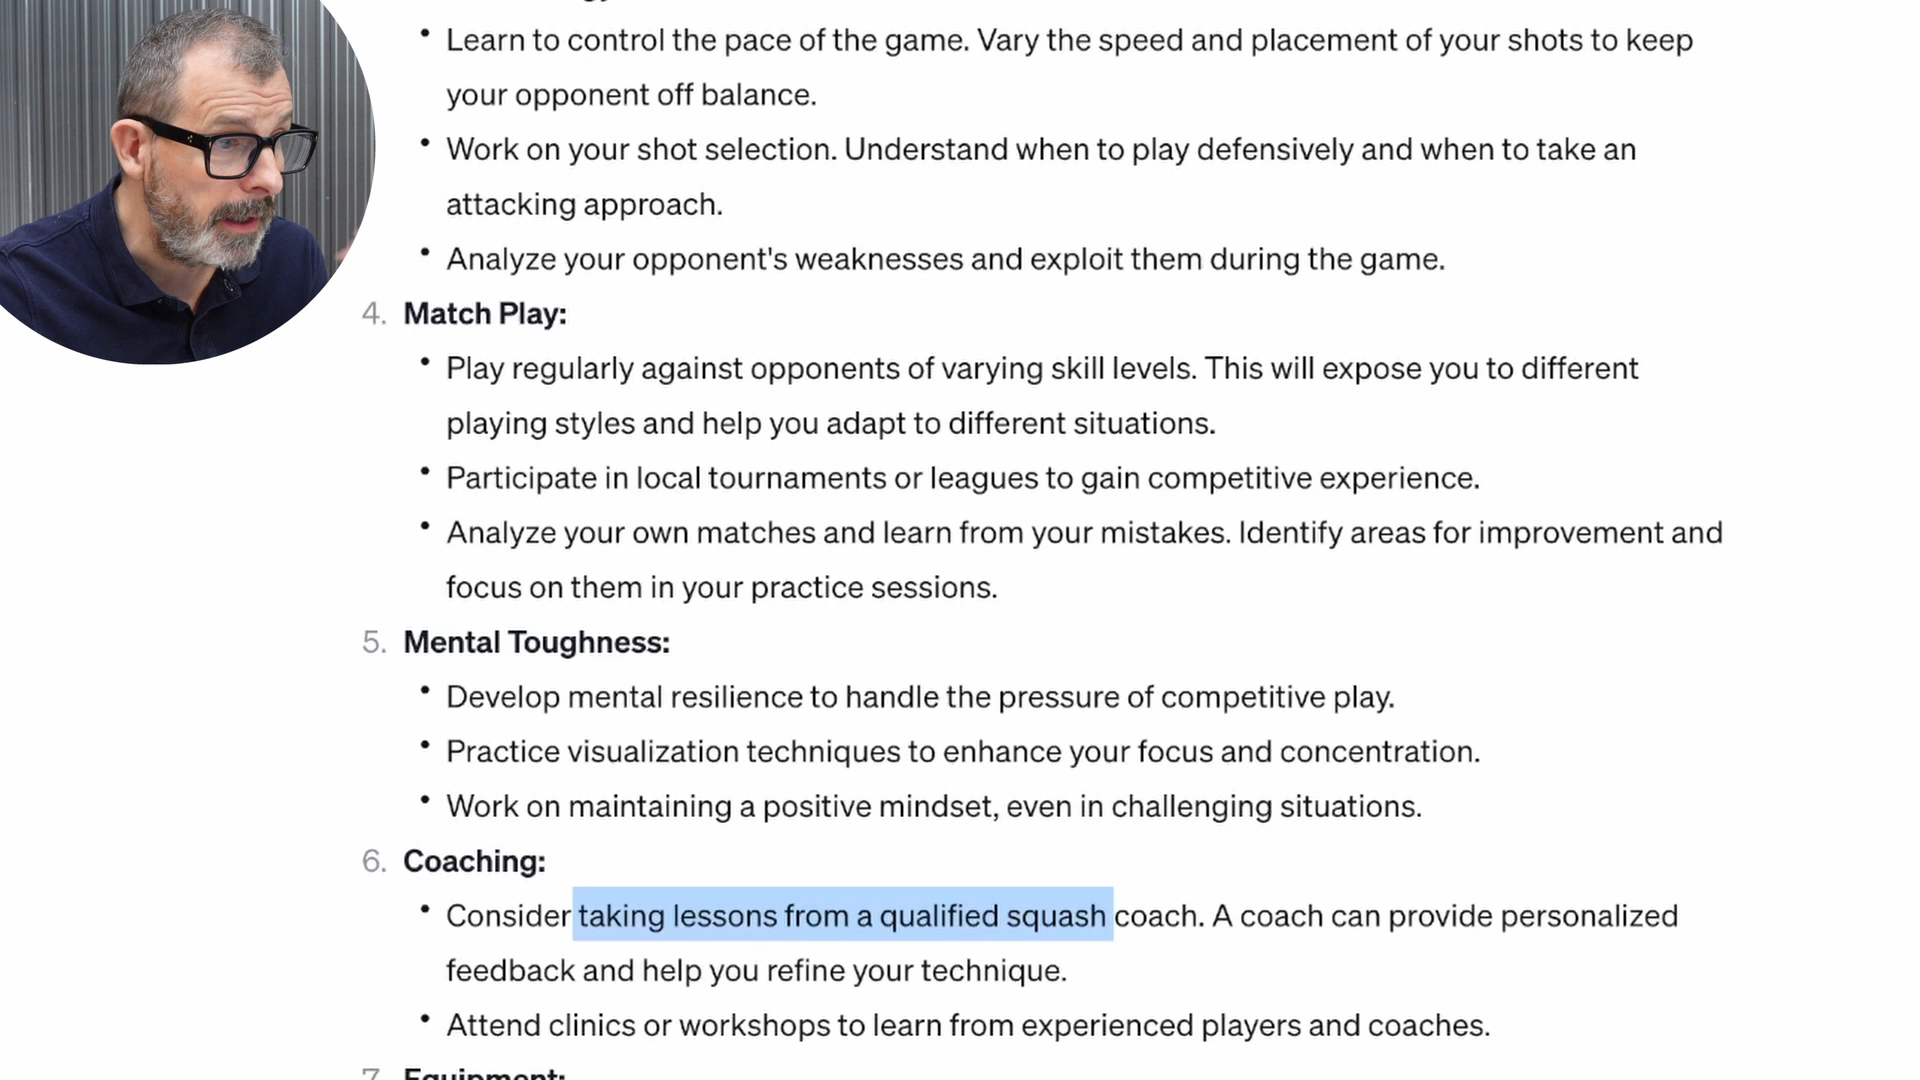 • Learn to control the pace of the game. Vary the speed and placement of your shots to keep
your opponent off balance.
• Work on your shot selection. Understand when to play defensively and when to take an
attacking approach.
• Analyze your opponent's weaknesses and exploit them during the game.
4. Match Play:
• Play regularly against opponents of varying skill levels. This will expose you to different
playing styles and help you adapt to different situations.
• Participate in local tournaments or leagues to gain competitive experience.
• Analyze your own matches and learn from your mistakes. Identify areas for improvement and
focus on them in your practice sessions.
5. Mental Toughness:
• Develop mental resilience to handle the pressure of competitive play.
• Practice visualization techniques to enhance your focus and concentration.
• Work on maintaining a positive mindset, even in challenging situations.
6. Coaching:
• Consider taking lessons from a qualified squash coach. A coach can provide personalized
feedback and help you refine your technique.
• Attend clinics or workshops to learn from experienced players and coaches.
7. Equipment: